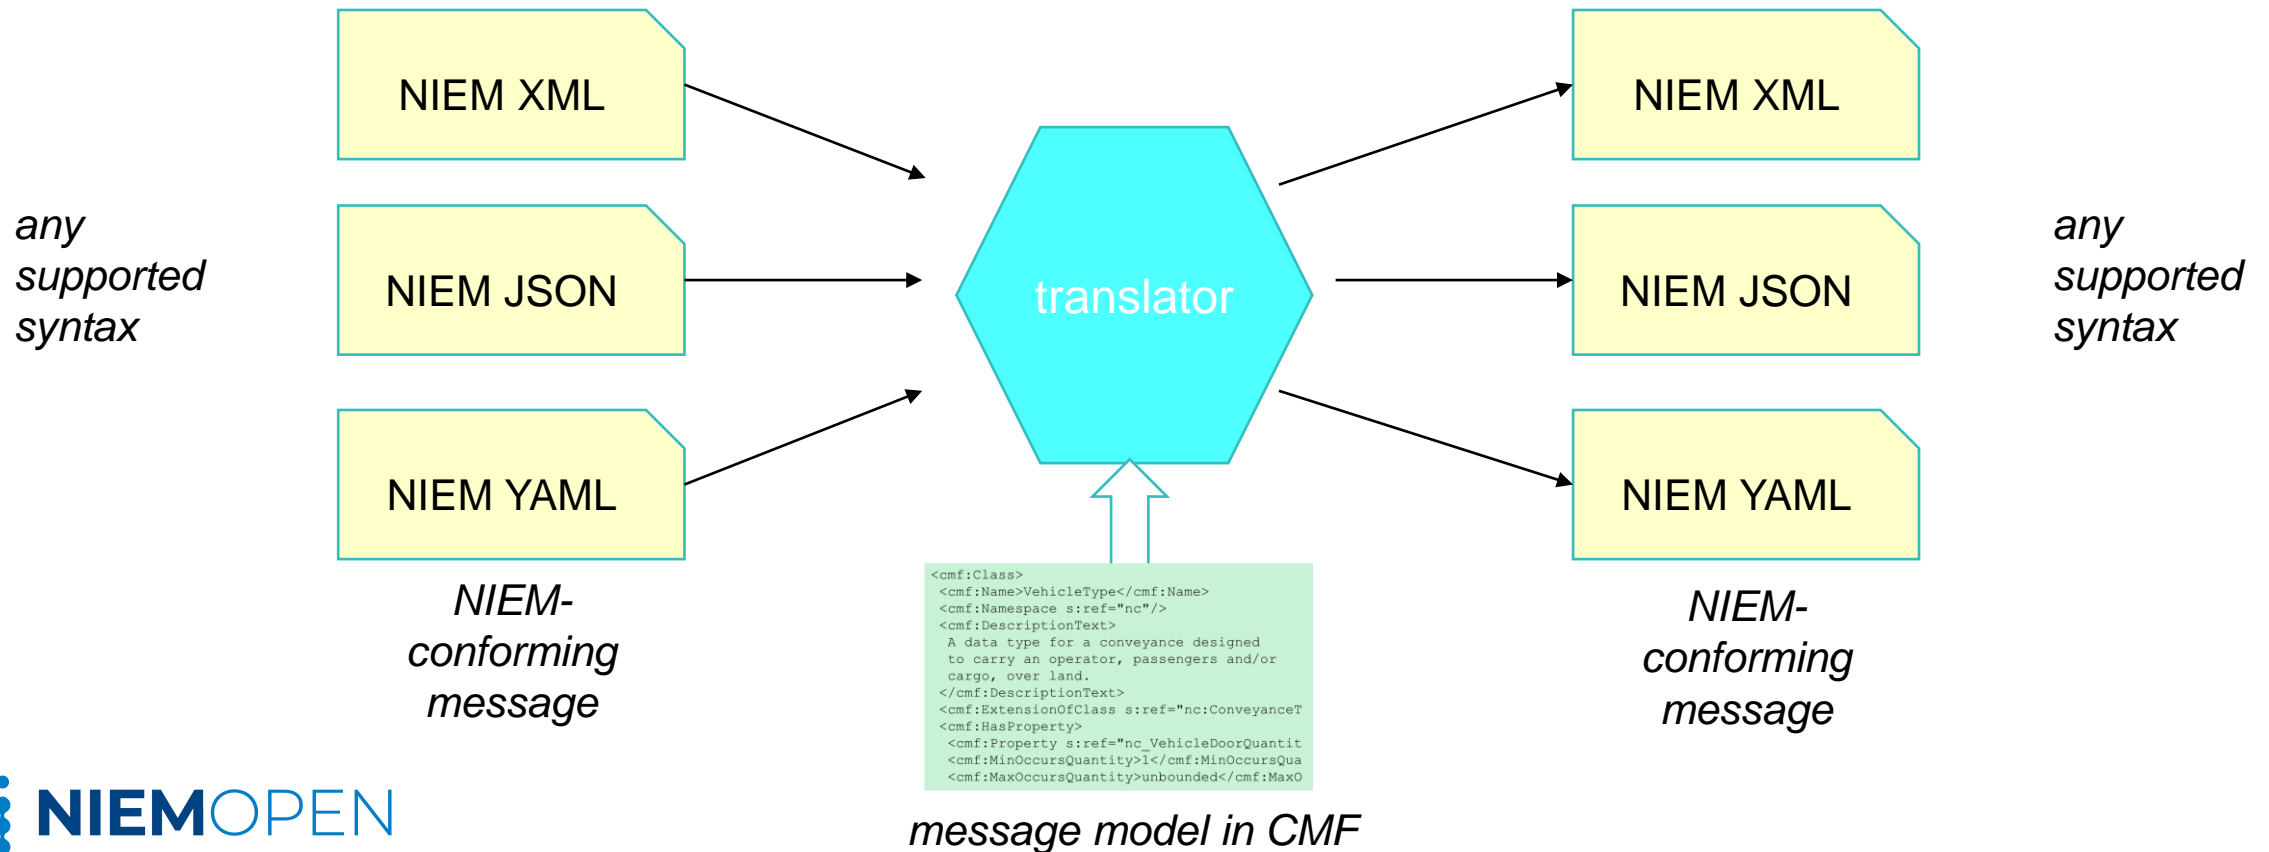 NIEM XML
NIEM XML
any
supported
syntax
NIEM JSON
translator
NIEM JSON
any
supported
syntax
NIEM YAML
NIEM YAML
NIEM-
conforming
message
<cmf:Class>
<cmf:Name>VehicleType</cmf:Name>
<cmf:Namespace s:ref="nc"/>
<cmf:DescriptionText>
A data type for a conveyance designed
to carry an operator, passengers and/or
cargo, over land.
</cmf:DescriptionText>
<cmf:ExtensionOfClass s:ref="nc:ConveyanceT
<cmf:HasProperty>
<cmf:Property s:ref="nc_VehicleDoorQuantit
<cmf:MinOccursQuantity>1</cmf:MinOccursQua
<cmf:MaxOccursQuantity>unbounded</cmf:MaxO
NIEM-
conforming
message
NIEMOPEN
message model in CMF